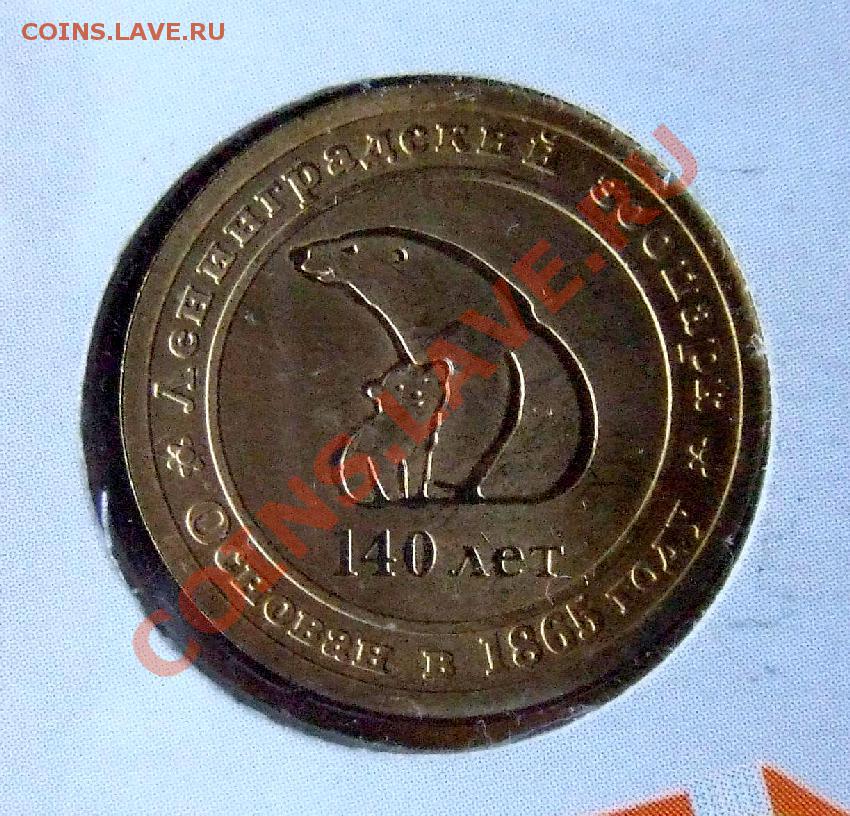 COINS.LAVE.RU
Ленинградский зоопарк
140 лет
Основан в 1865 году
COINS.LAVE.RU